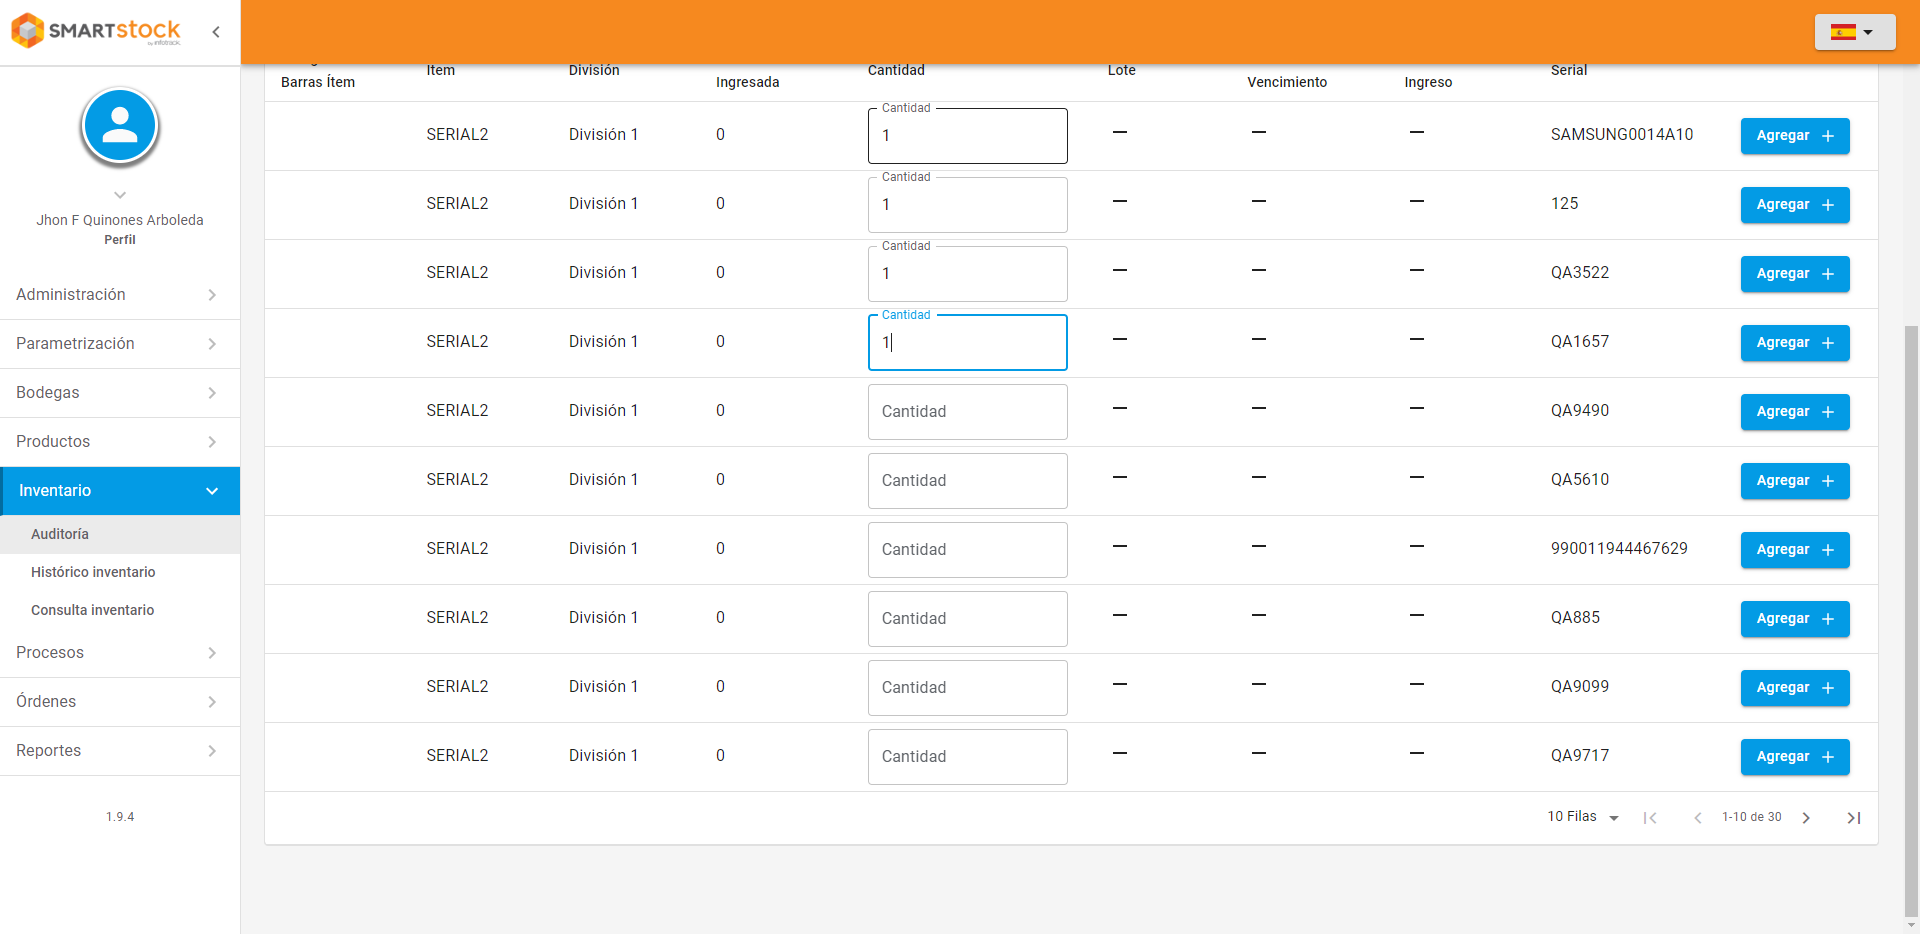 SMARTSTOCK
by infotrack
Jhon F Quinones Arboleda
Perfil
Administración
Parametrización
Bodegas
Productos
Inventario
Auditoría
Histórico inventario
Consulta inventario
Procesos
Órdenes
Reportes
1.9.4
Barras Ítem Item División Ingresada Cantidad Lote Vencimiento Ingreso Serial
Cantidad
SERIAL2 División 1 0 1 — — — SAMSUNG0014A10 Agregar +
Cantidad
SERIAL2 División 1 0 1 — — — 125 Agregar +
Cantidad
SERIAL2 División 1 0 1 — — — QA3522 Agregar +
Cantidad
SERIAL2 División 1 0 1 — — — QA1657 Agregar +
SERIAL2 División 1 0 Cantidad — — — QA9490 Agregar +
SERIAL2 División 1 0 Cantidad — — — QA5610 Agregar +
SERIAL2 División 1 0 Cantidad — — — 990011944467629 Agregar +
SERIAL2 División 1 0 Cantidad — — — QA885 Agregar +
SERIAL2 División 1 0 Cantidad — — — QA9099 Agregar +
SERIAL2 División 1 0 Cantidad — — — QA9717 Agregar +
10 Filas 1-10 de 30